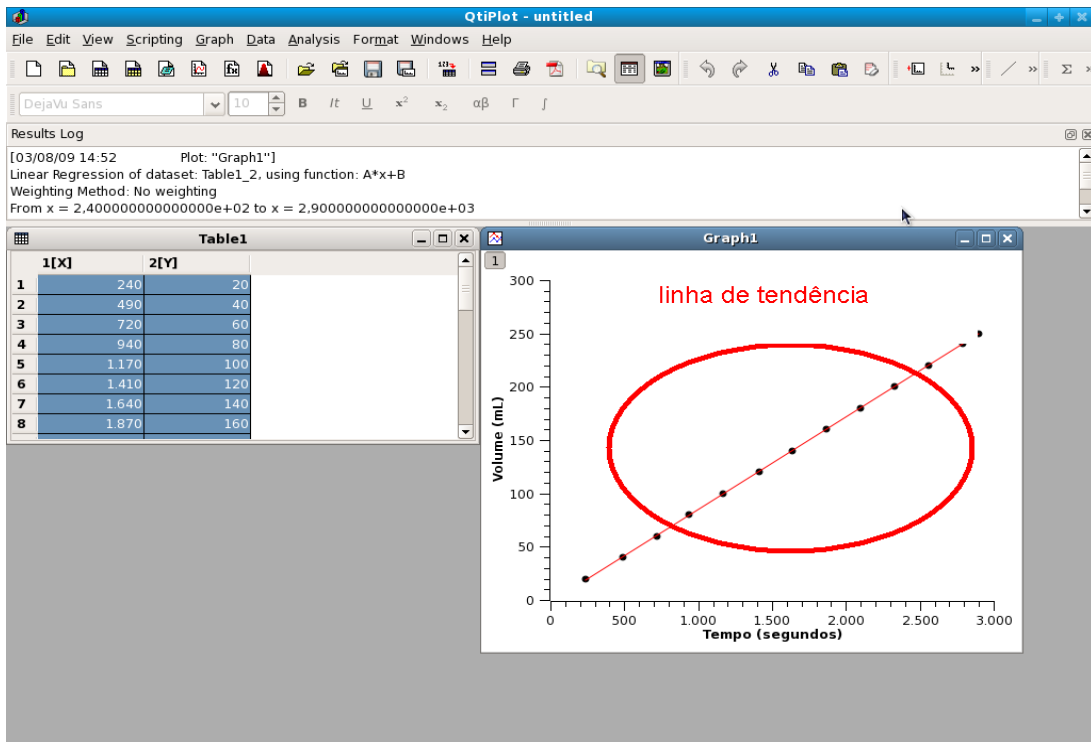 QtiPlot - untitled
File Edit View Scripting Graph Data Analysis Format Windows Help
DejaVu Sans 10 B It U x² x₂ αβ Γ ∫
Results Log
[03/08/09 14:52 Plot: "Graph1"]
Linear Regression of dataset: Table1_2, using function: A*x+B
Weighting Method: No weighting
From x = 2,400000000000000e+02 to x = 2,900000000000000e+03
Table1
1[X] 2[Y]
1 240 20
2 490 40
3 720 60
4 940 80
5 1.170 100
6 1.410 120
7 1.640 140
8 1.870 160
Graph1
1
linha de tendência
300
250
200
150
100
50
0
Volume (mL)
0 500 1.000 1.500 2.000 2.500 3.000
Tempo (segundos)